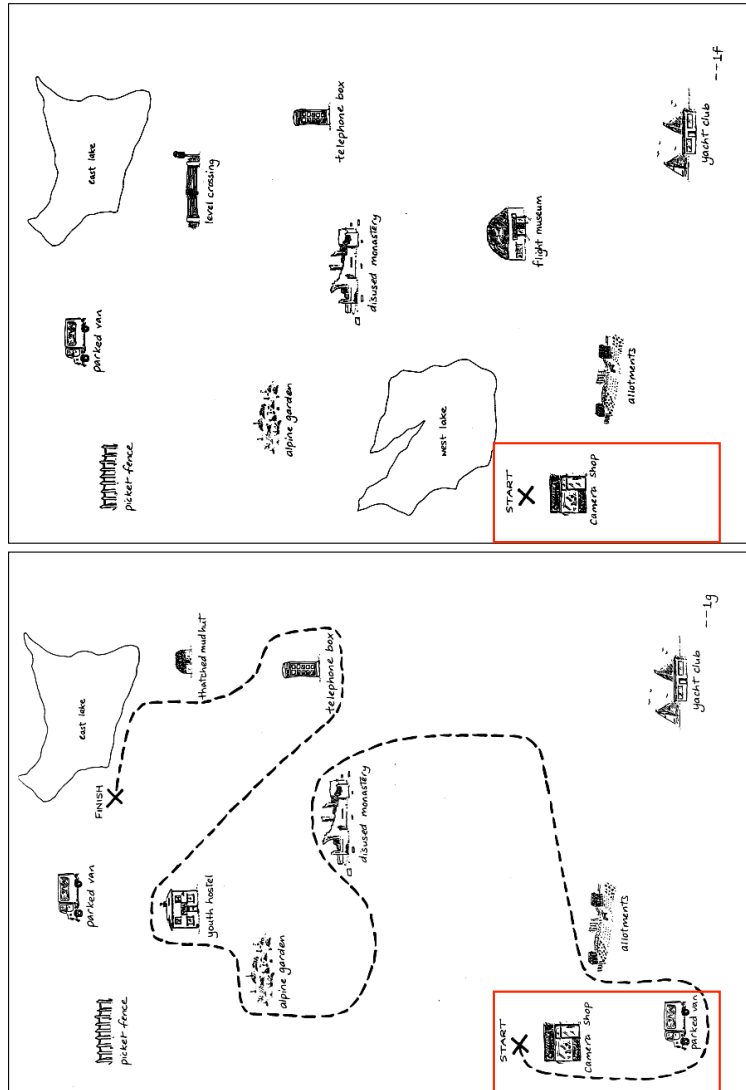 east lake
parked van
picket fence
level crossing
alpine garden
telephone box
disused monastery
west lake
START
flight museum
camera shop
allotments
yacht club
--1f
east lake
parked van
FINISH
picket fence
thatched mud hut
youth hostel
alpine garden
telephone box
disused monastery
START
camera shop
allotments
parked van
yacht club
--1g